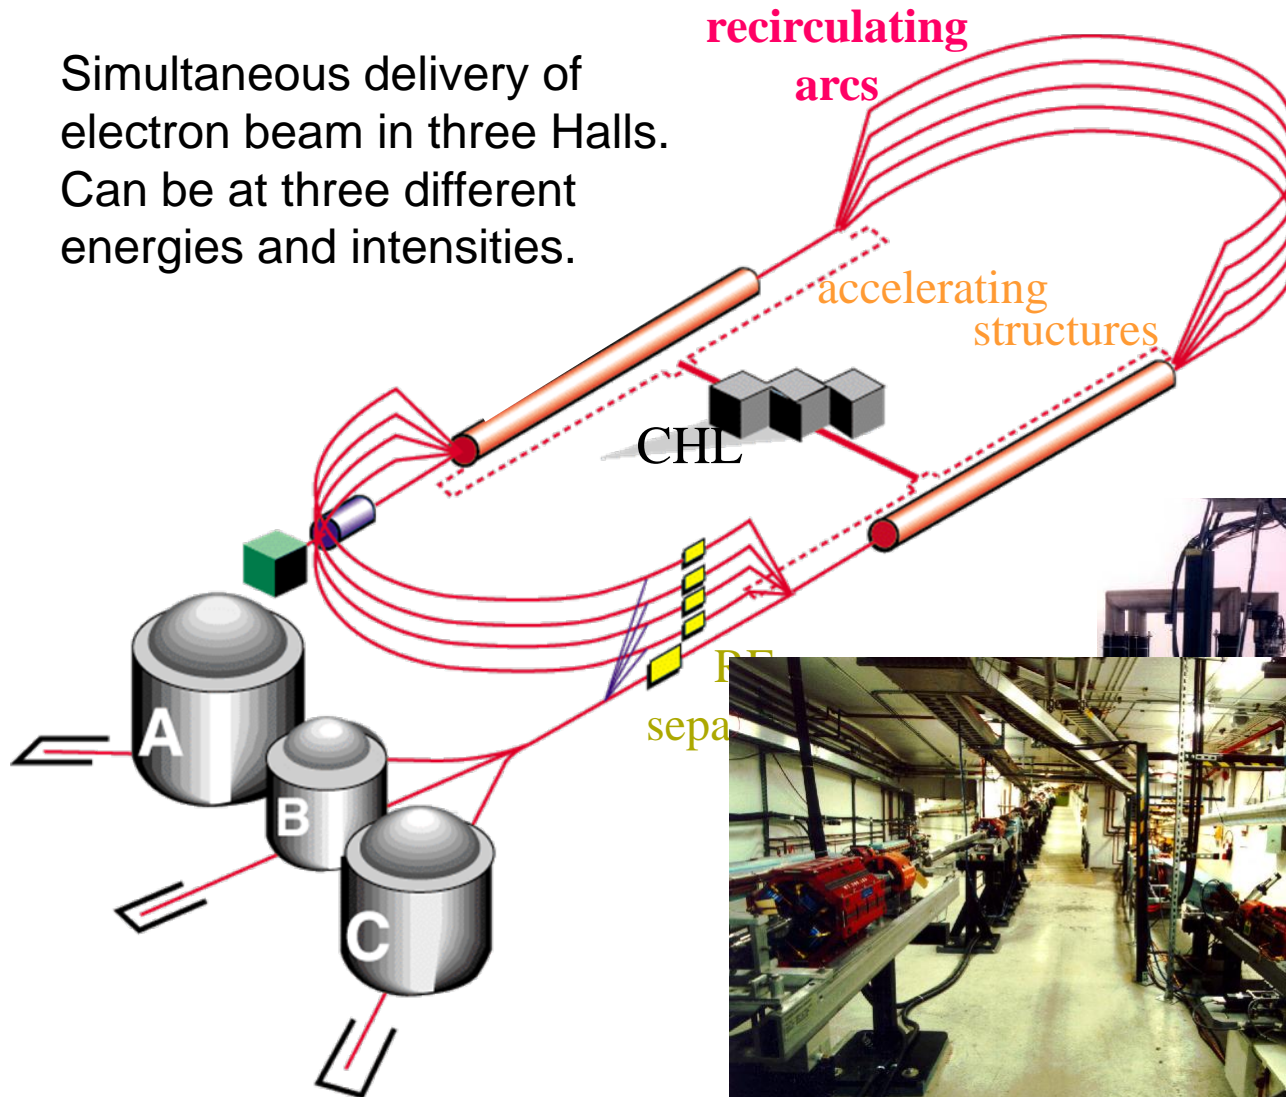 Simultaneous delivery of
electron beam in three Halls.
Can be at three different
energies and intensities.
recirculating
arcs
accelerating
structures
CHL
A
B
C